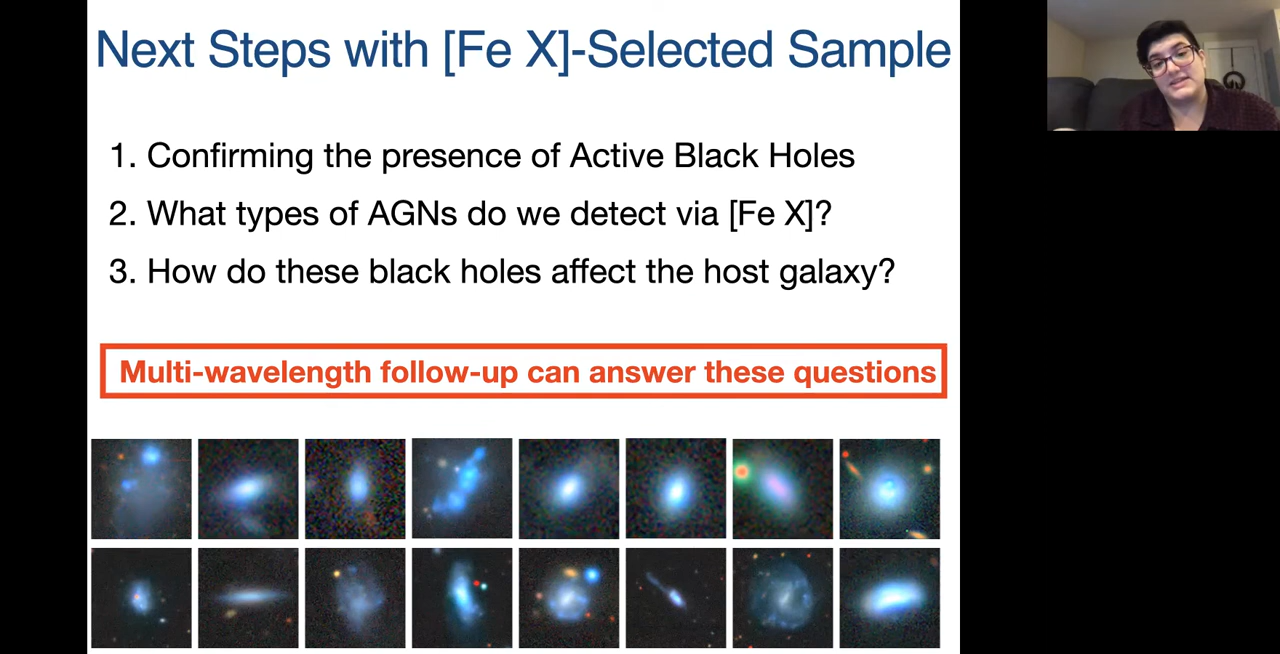 Next Steps with [Fe X]-Selected Sample
1. Confirming the presence of Active Black Holes
2. What types of AGNs do we detect via [Fe X]?
3. How do these black holes affect the host galaxy?
Multi-wavelength follow-up can answer these questions